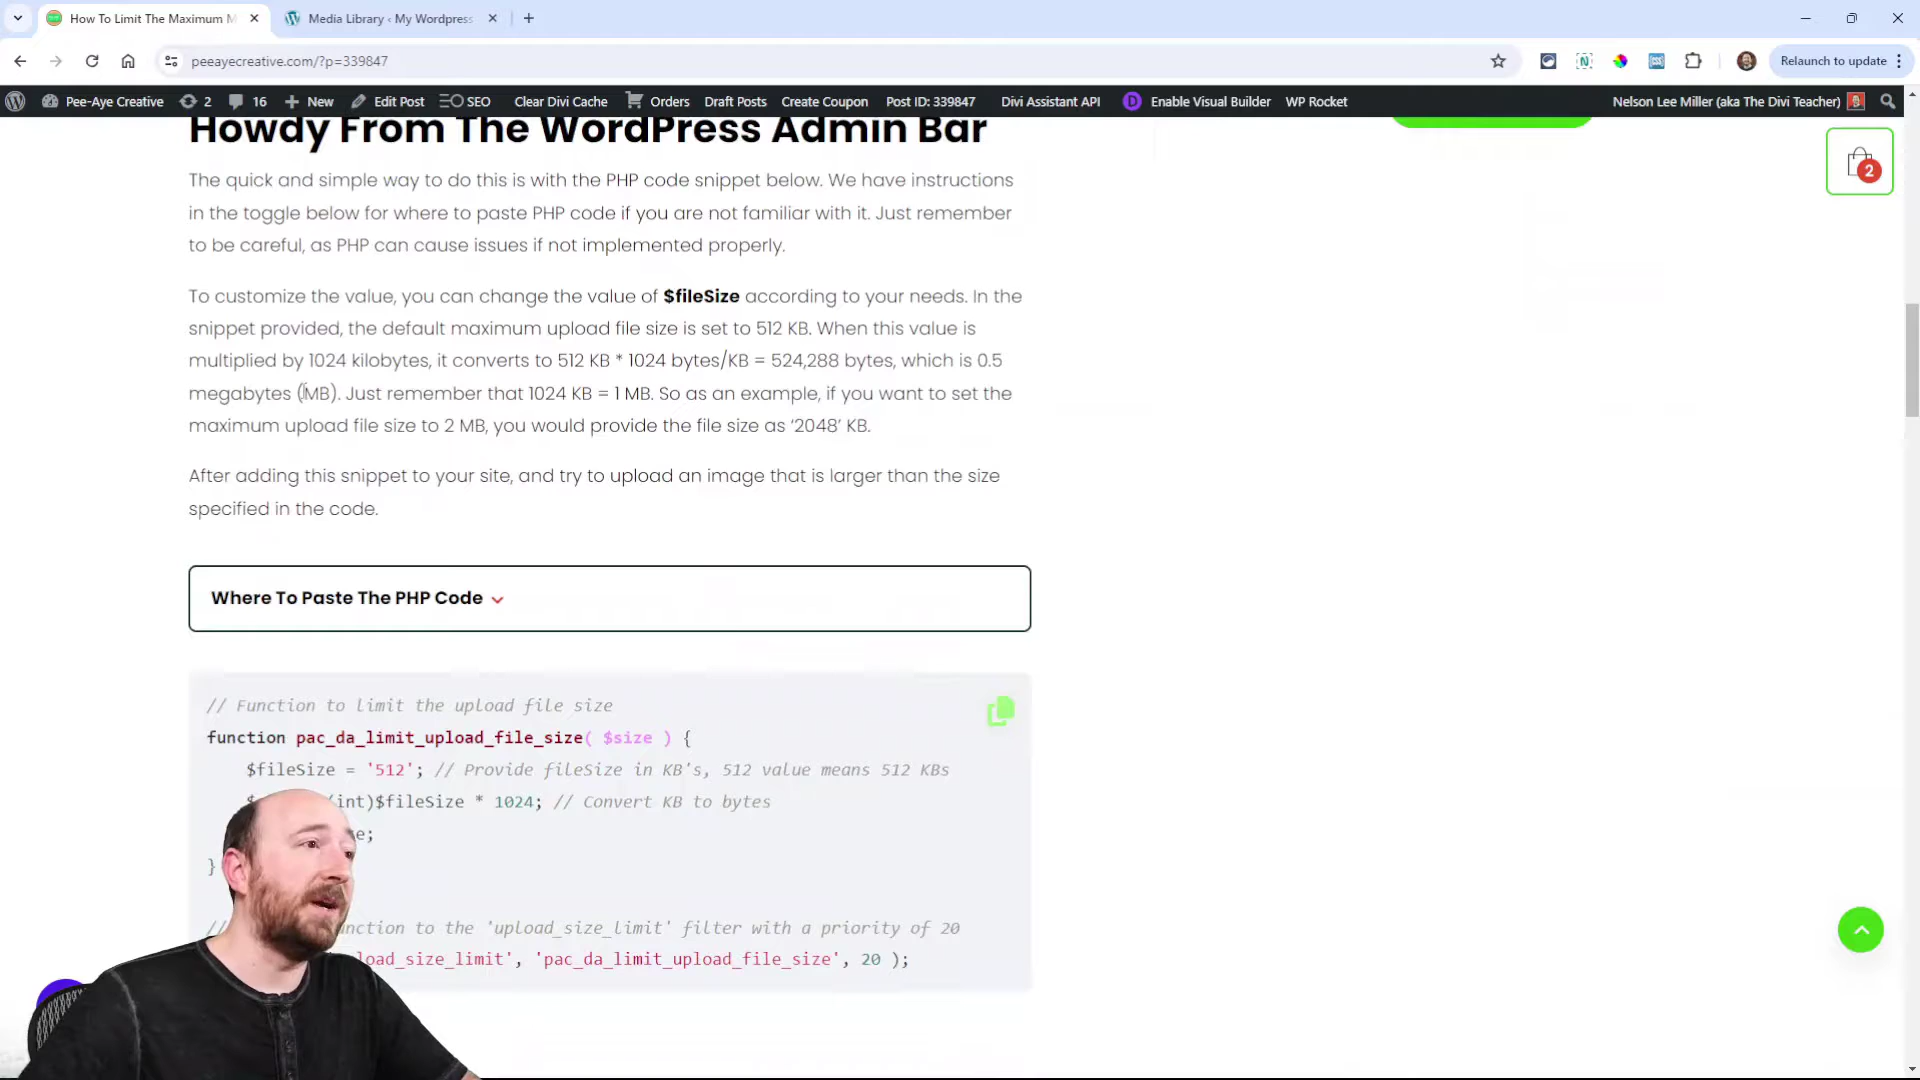 How To Limit The Maximum M
Media Library ‹ My Wordpress
peeayecreative.com/?p=339847
Relaunch to update
Pee-Aye Creative
2
16
New
Edit Post
SEO
Clear Divi Cache
Orders
Draft Posts
Create Coupon
Post ID: 339847
Divi Assistant API
D
Enable Visual Builder
WP Rocket
Nelson Lee Miller (aka The Divi Teacher)
Howdy From The WordPress Admin Bar
2
The quick and simple way to do this is with the PHP code snippet below. We have instructions
in the toggle below for where to paste PHP code if you are not familiar with it. Just remember
to be careful, as PHP can cause issues if not implemented properly.
To customize the value, you can change the value of $fileSize according to your needs. In the
snippet provided, the default maximum upload file size is set to 512 KB. When this value is
multiplied by 1024 kilobytes, it converts to 512 KB * 1024 bytes/KB = 524,288 bytes, which is 0.5
megabytes (MB). Just remember that 1024 KB = 1 MB. So as an example, if you want to set the
maximum upload file size to 2 MB, you would provide the file size as ‘2048’ KB.
After adding this snippet to your site, and try to upload an image that is larger than the size
specified in the code.
Where To Paste The PHP Code
// Function to limit the upload file size
function pac_da_limit_upload_file_size( $size ) {
$fileSize = '512'; // Provide fileSize in KB's, 512 value means 512 KBs
int)$fileSize * 1024; // Convert KB to bytes
e;
}
nction to the 'upload_size_limit' filter with a priority of 20
load_size_limit', 'pac_da_limit_upload_file_size', 20 );